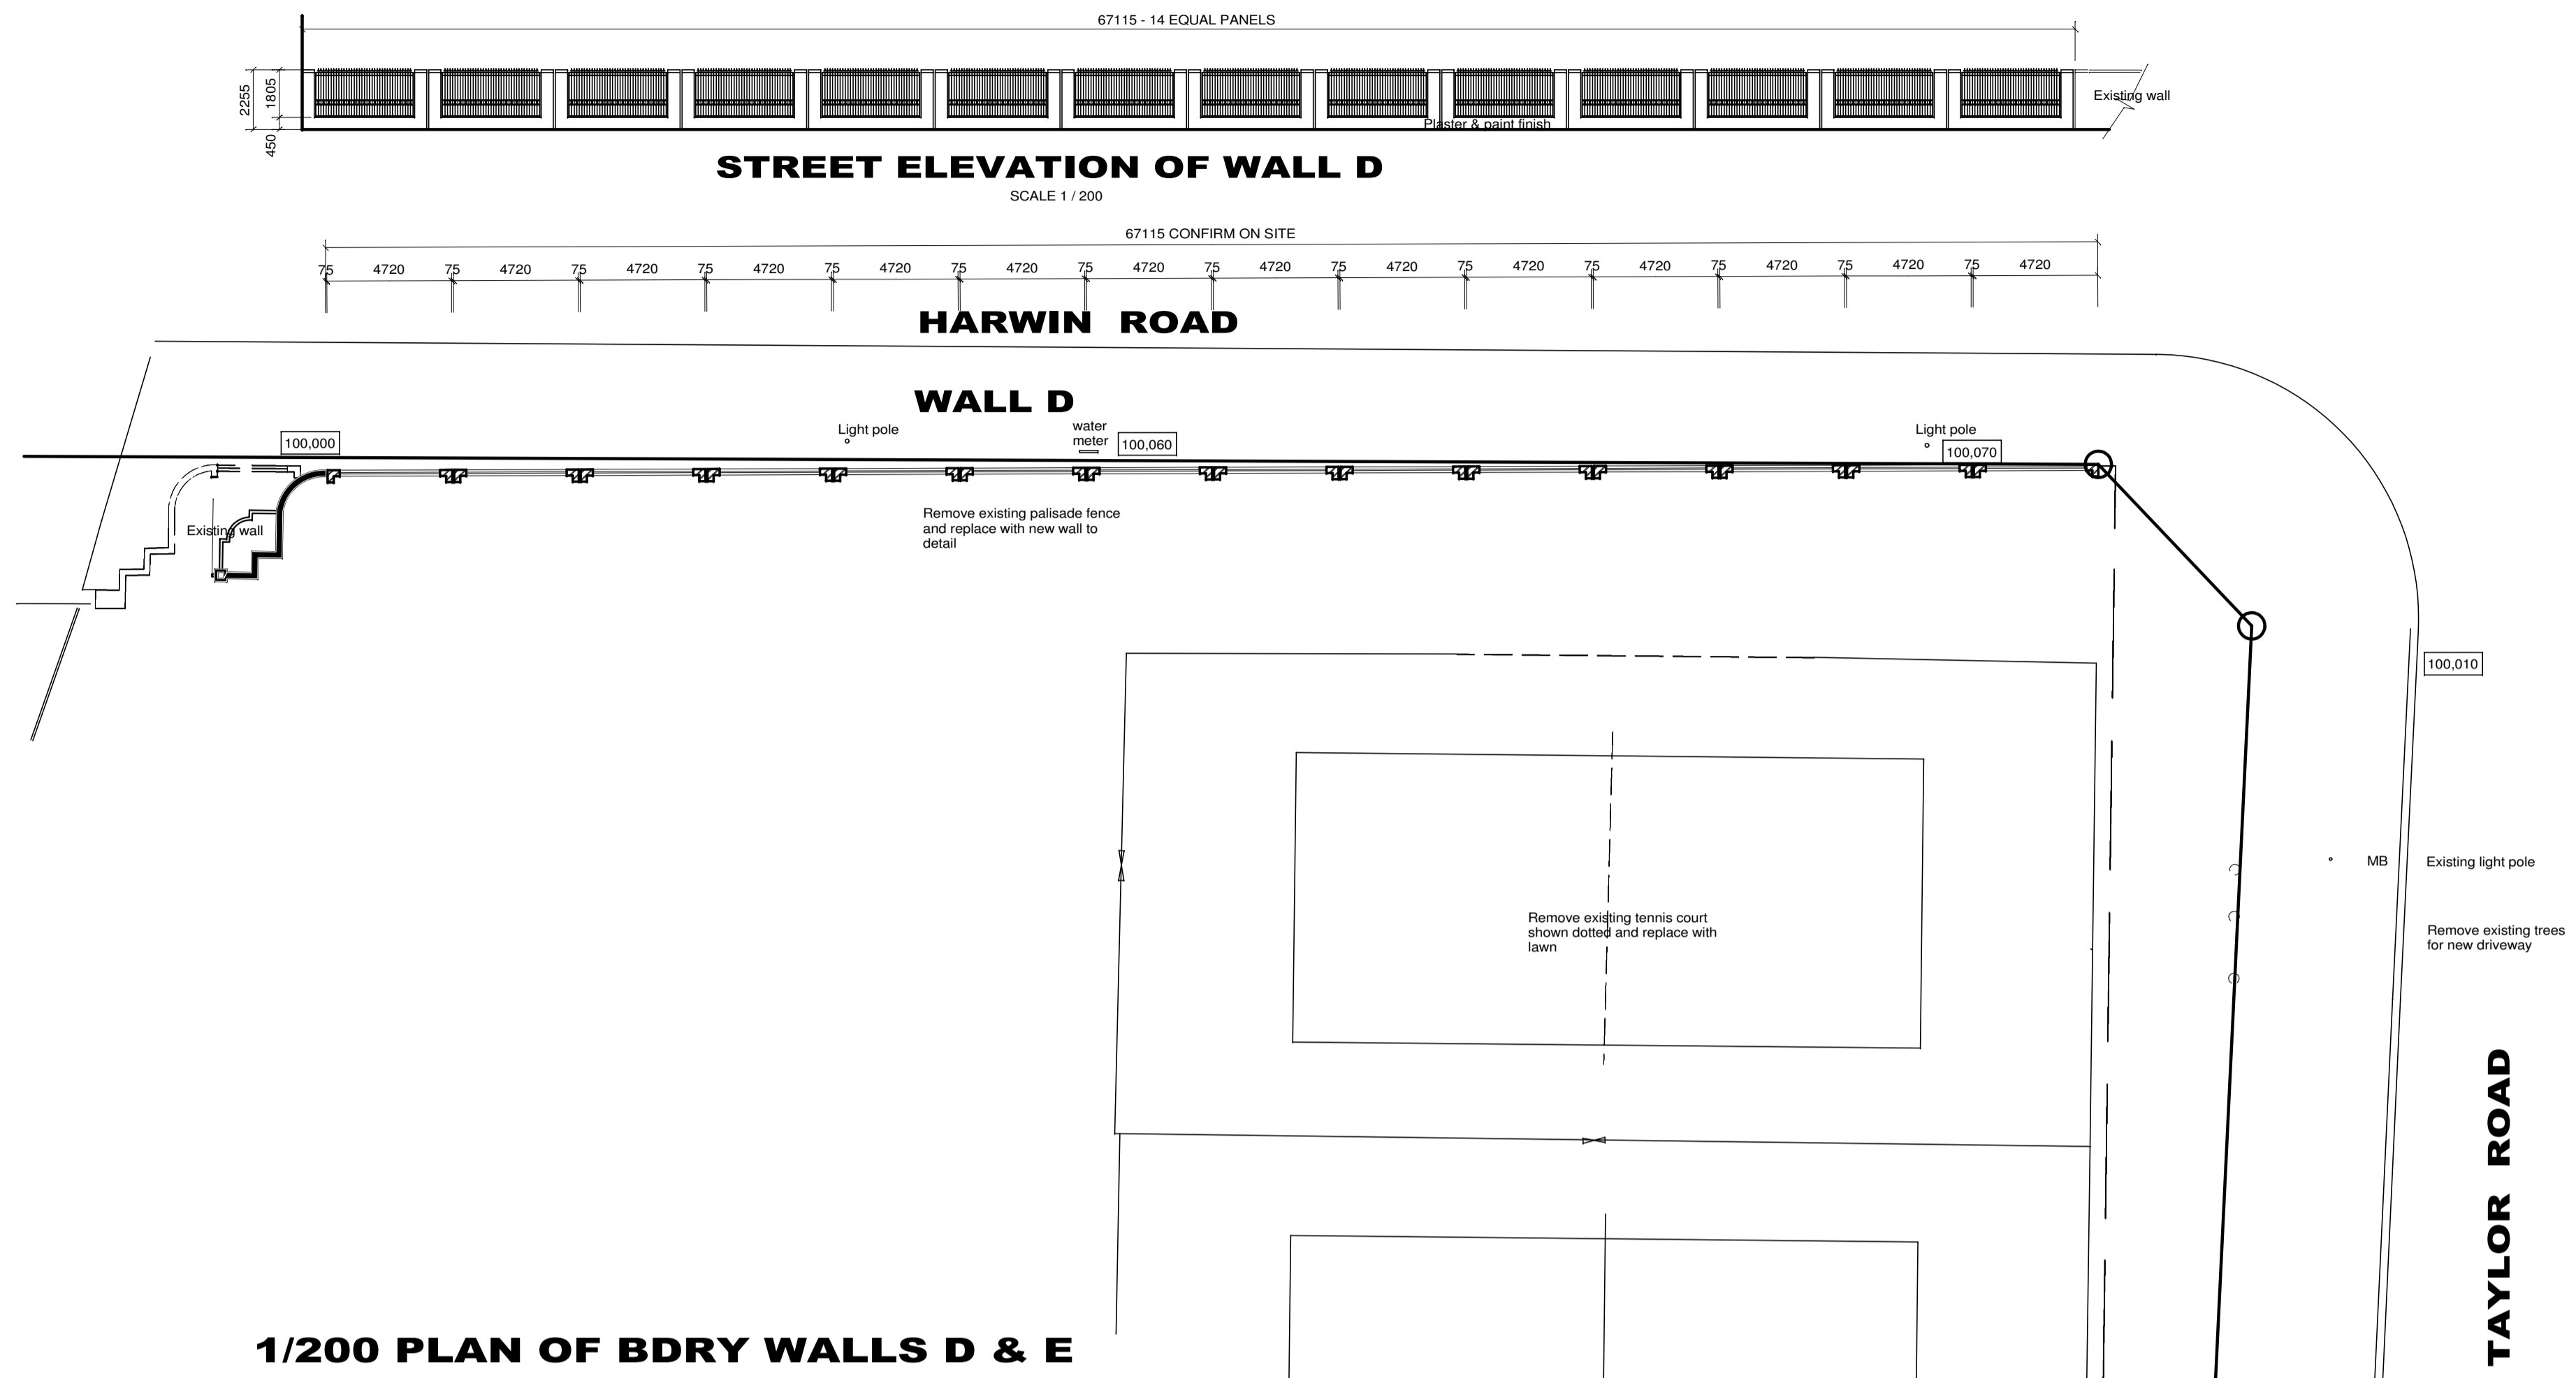 67115 - 14 EQUAL PANELS
2255
1805
450
Existing wall
Plaster & paint finish
STREET ELEVATION OF WALL D
SCALE 1 / 200
67115 CONFIRM ON SITE
75 4720 75 4720 75 4720 75 4720 75 4720 75 4720 75 4720 75 4720 75 4720 75 4720 75 4720 75 4720 75 4720 75 4720
HARWIN ROAD
WALL D
100,000
Light pole
water
meter
100,060
Light pole
100,070
Existing wall
Remove existing palisade fence
and replace with new wall to
detail
100,010
MB
Existing light pole
Remove existing tennis court
shown dotted and replace with
lawn
Remove existing trees
for new driveway
TAYLOR ROAD
1/200 PLAN OF BDRY WALLS D & E